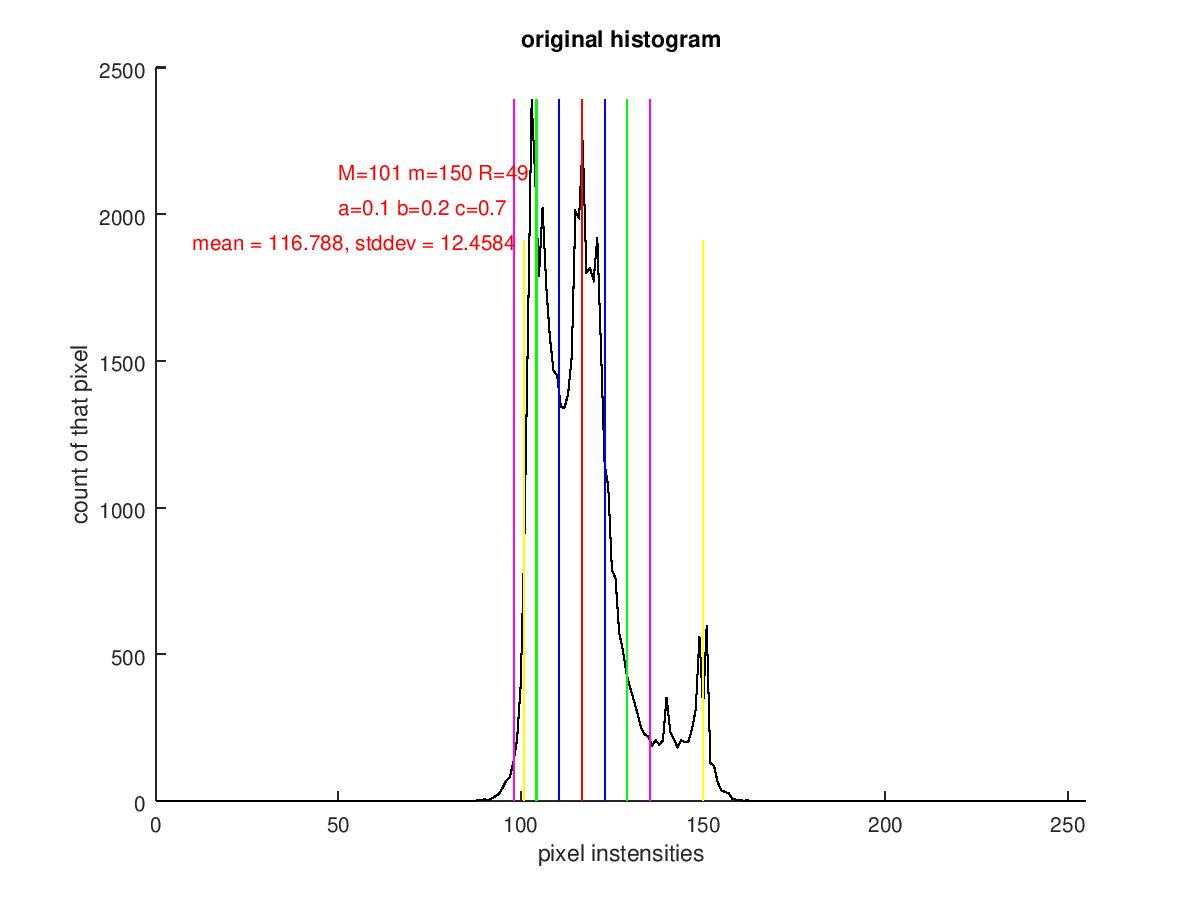 original histogram
2500
M=101 m=150 R=49
a=0.1 b=0.2 c=0.7
2000
mean = 116.788, stddev = 12.4584
1500
count of that pixel
1000
500
0
0 50 100 150 200 250
pixel instensities